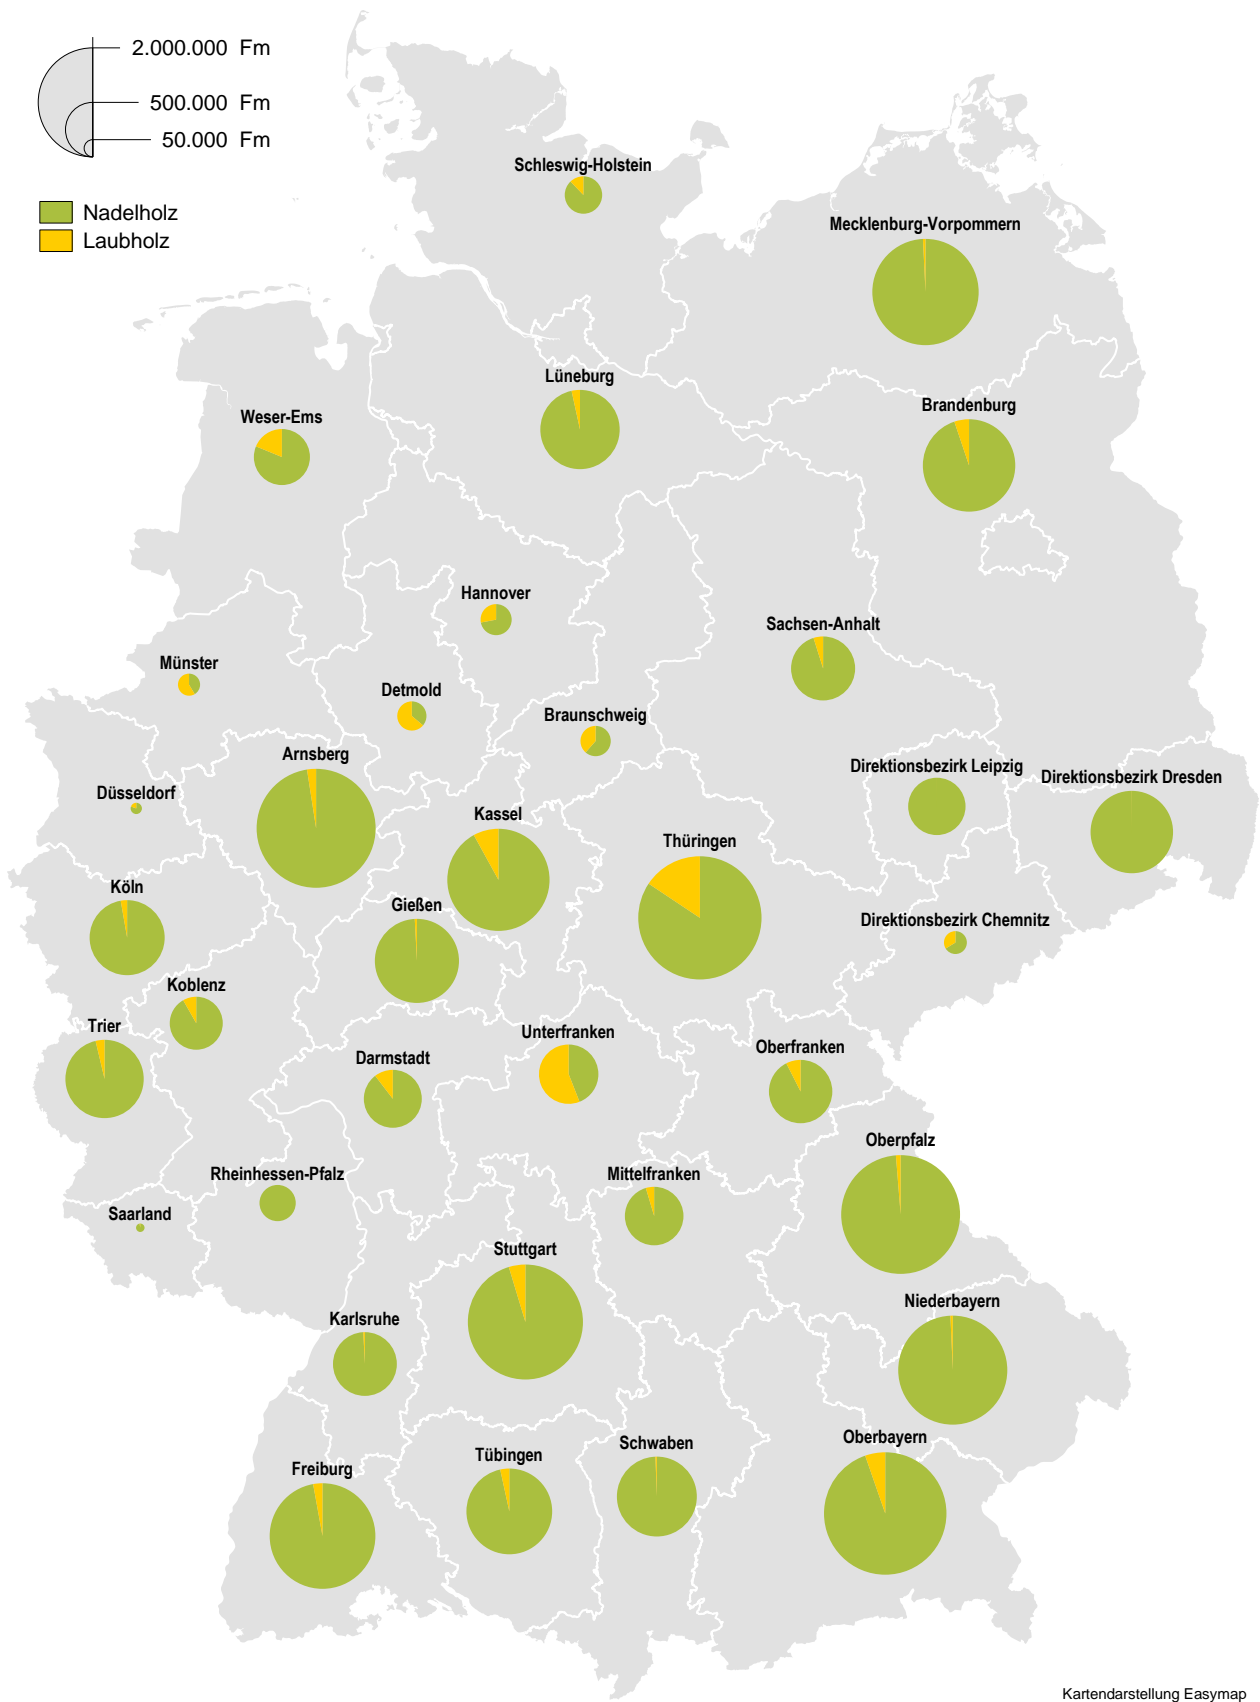 2.000.000 Fm
500.000 Fm
50.000 Fm
Nadelholz
Laubholz
Schleswig-Holstein
Mecklenburg-Vorpommern
Lüneburg
Weser-Ems
Brandenburg
Hannover
Sachsen-Anhalt
Münster
Detmold
Braunschweig
Arnsberg
Direktionsbezirk Leipzig
Direktionsbezirk Dresden
Düsseldorf
Kassel
Thüringen
Köln
Gießen
Direktionsbezirk Chemnitz
Koblenz
Trier
Unterfranken
Darmstadt
Oberfranken
Oberpfalz
Rheinhessen-Pfalz
Mittelfranken
Saarland
Stuttgart
Niederbayern
Karlsruhe
Oberbayern
Schwaben
Tübingen
Freiburg
Kartendarstellung Easymap